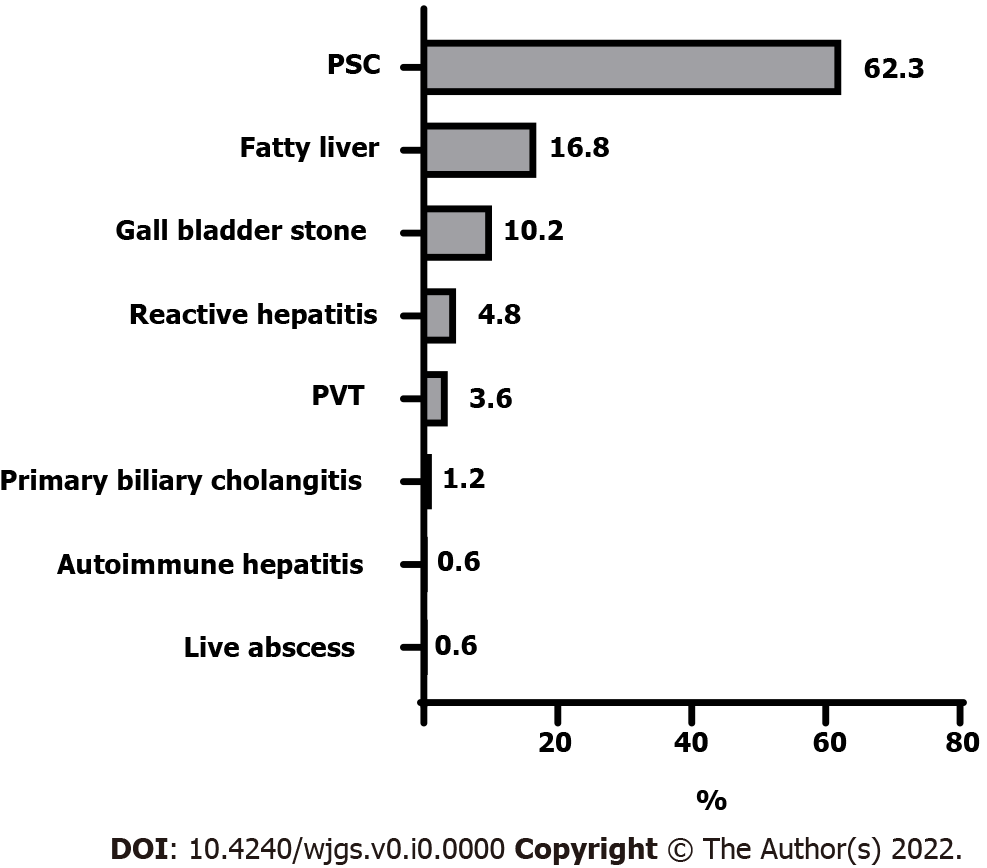 PSC 62.3
Fatty liver 16.8
Gall bladder stone 10.2
Reactive hepatitis 4.8
PVT 3.6
Primary biliary cholangitis 1.2
Autoimmune hepatitis 0.6
Live abscess 0.6
20 40 60 80
%
DOI: 10.4240/wjgs.v0.i0.0000 Copyright © The Author(s) 2022.